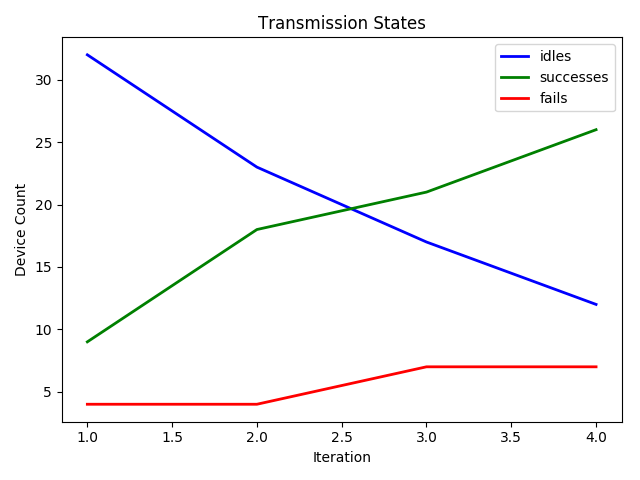 Transmission States
idles
successes
fails
Device Count
30
25
20
15
10
5
1.0 1.5 2.0 2.5 3.0 3.5 4.0
Iteration